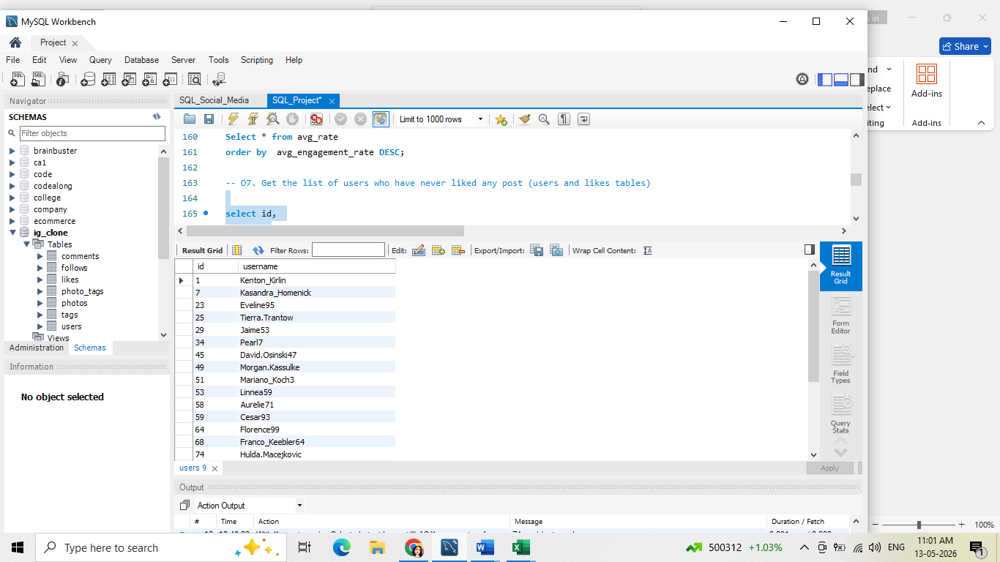 MySQL Workbench
in
Project
Share
File Edit View Query Database Server Tools Scripting Help
nd
eplace
elect
iting
Add-ins
Add-ins
Navigator
SCHEMAS
Filter objects
brainbuster
ca1
code
codealong
college
company
ecommerce
ig_clone
Tables
comments
follows
likes
photo_tags
photos
tags
users
Views
Administration Schemas
Information
No object selected
SQL_Social_Media SQL_Project*
Limit to 1000 rows
160 Select * from avg_rate
161 order by avg_engagement_rate DESC;
162
163 -- O7. Get the list of users who have never liked any post (users and likes tables)
164
165 select id,
Result Grid Filter Rows: Edit: Export/Import: Wrap Cell Content:
id username
1 Kenton_Kirlin
7 Kasandra_Homenick
23 Eveline95
25 Tierra.Trantow
29 Jaime53
34 Pearl7
45 David.Osinski47
49 Morgan.Kassulke
51 Mariano_Koch3
53 Linnea59
58 Aurelie71
59 Cesar93
64 Florence99
68 Franco_Keebler64
74 Hulda.Macejkovic
Result Grid
Form Editor
Field Types
Query Stats
users 9
Apply
Output
Action Output
# Time Action Message Duration / Fetch
100%
Type here to search
500312 +1.03%
ENG
11:01 AM
13-05-2026
1